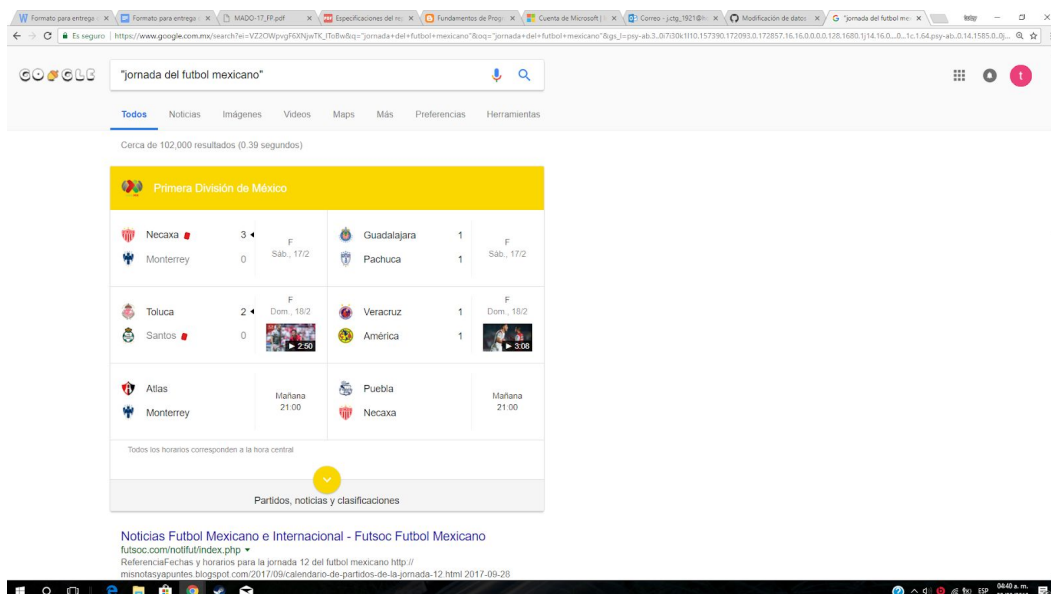 Formato para entrega
Formato para entrega
MADO-17_FP.pdf
Especificaciones del re
Fundamentos de Prog
Cuenta de Microsoft |
Correo - j.ctg_1921@h
Modificación de datos
"jornada del futbol me
Es seguro
GOOGLE
"jornada del futbol mexicano"
t
Todos
Noticias
Imágenes
Videos
Maps
Más
Preferencias
Herramientas
Cerca de 102,000 resultados (0.39 segundos)
Primera División de México
Necaxa 3
Monterrey 0
F
Sáb., 17/2
Guadalajara 1
Pachuca 1
F
Sáb., 17/2
Toluca 2
Santos 0
F
Dom., 18/2
2:50
Veracruz 1
América 1
F
Dom., 18/2
3:08
Atlas
Monterrey
Mañana
21:00
Puebla
Necaxa
Mañana
21:00
Todos los horarios corresponden a la hora central
Partidos, noticias y clasificaciones
Noticias Futbol Mexicano e Internacional - Futsoc Futbol Mexicano
futsoc.com/notifut/index.php
ReferenciaFechas y horarios para la jornada 12 del futbol mexicano http://
misnotasyapuntes.blogspot.com/2017/09/calendario-de-partidos-de-la-jornada-12.html 2017-09-28
ESP
04:40 a. m.